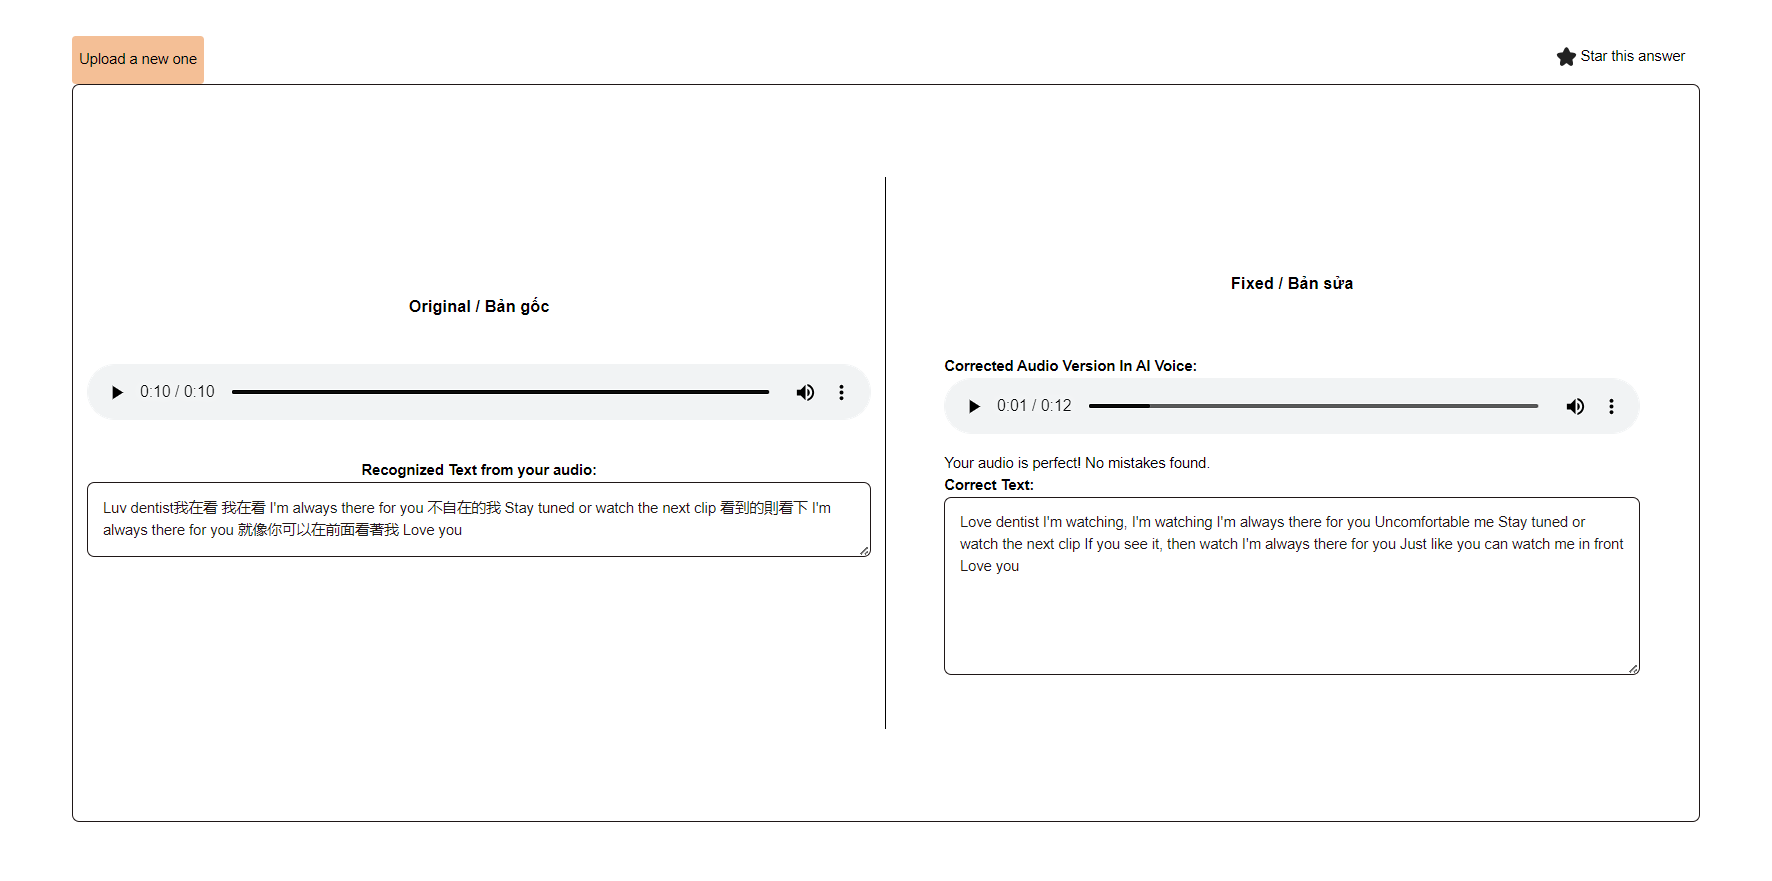 Upload a new one
Star this answer
Original / Bản gốc
0:10 / 0:10
Recognized Text from your audio:
Luv dentist我在看 我在看 I'm always there for you 不自在的我 Stay tuned or watch the next clip 看到的則看下 I'm
always there for you 就像你可以在前面看著我 Love you
Fixed / Bản sửa
Corrected Audio Version In AI Voice:
0:01 / 0:12
Your audio is perfect! No mistakes found.
Correct Text:
Love dentist I'm watching, I'm watching I'm always there for you Uncomfortable me Stay tuned or
watch the next clip If you see it, then watch I'm always there for you Just like you can watch me in front
Love you